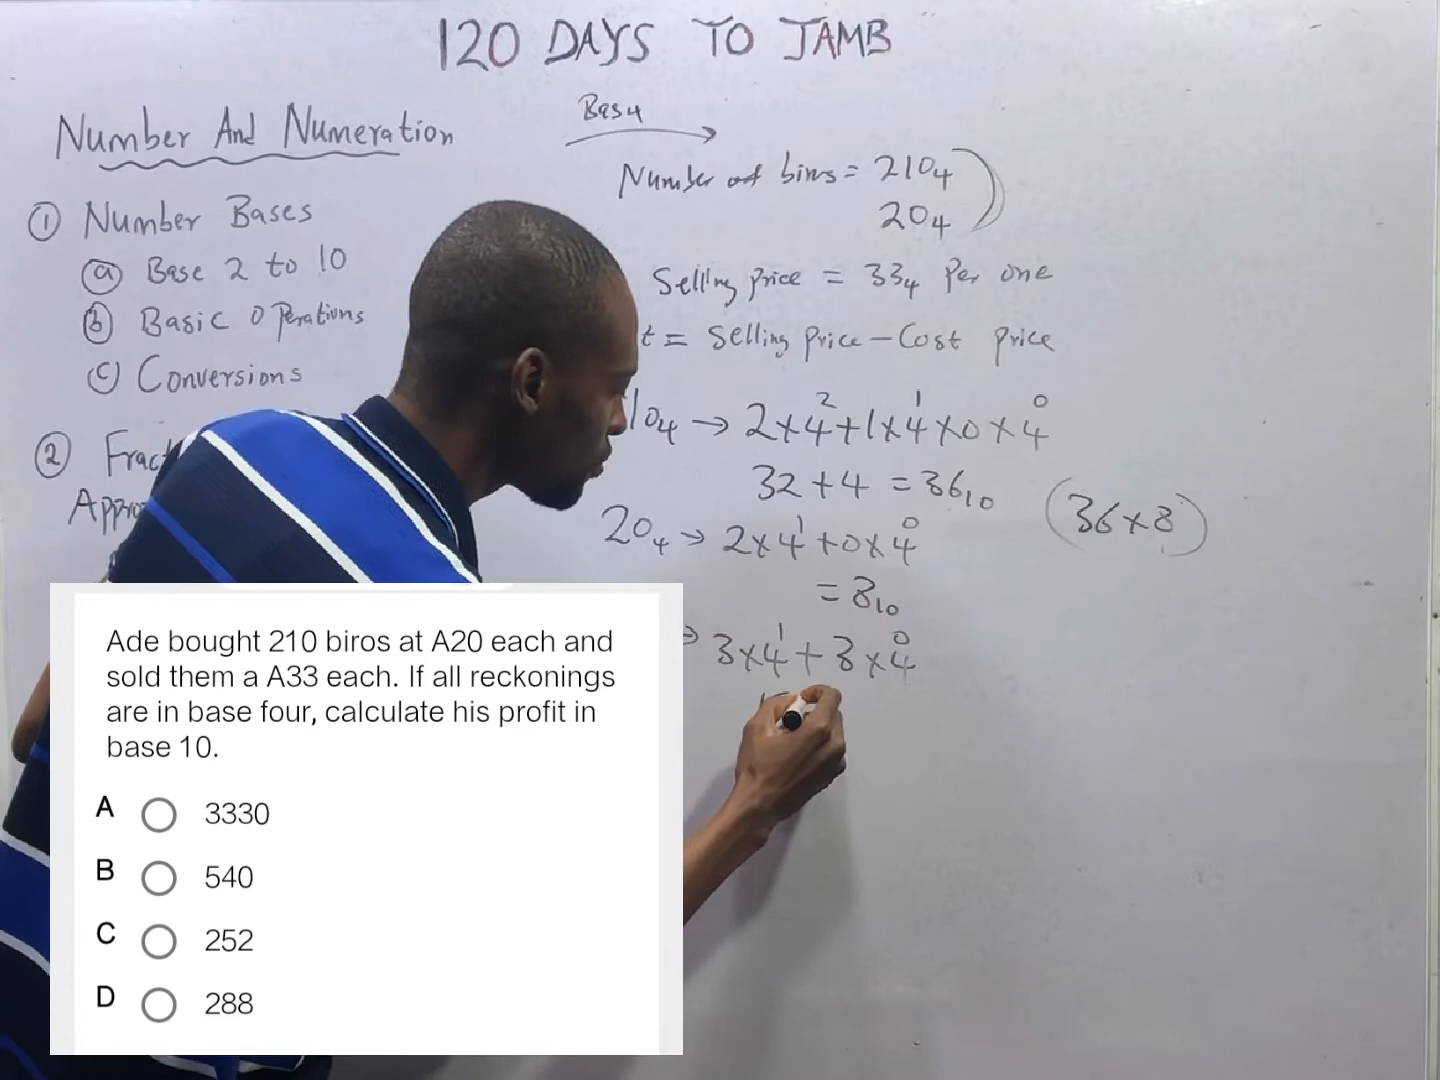 120 DAYS TO JAMB
Number And Numeration
① Number Bases
ⓐ Base 2 to 10
ⓑ Basic Operations
ⓒ Conversions
② Fract
Appro
Bas4
Number of biros = 210₄
20₄
Selling price = 33₄ Per one
t = Selling price - Cost price
10₄ → 2×4²+1×4¹×0×4⁰
32+4 = 36₁₀
(36×8)
20₄ → 2×4¹+0×4⁰
= 8₁₀
→ 3×4¹+3×4⁰
Ade bought 210 biros at A20 each and
sold them a A33 each. If all reckonings
are in base four, calculate his profit in
base 10.
A 3330
B 540
C 252
D 288